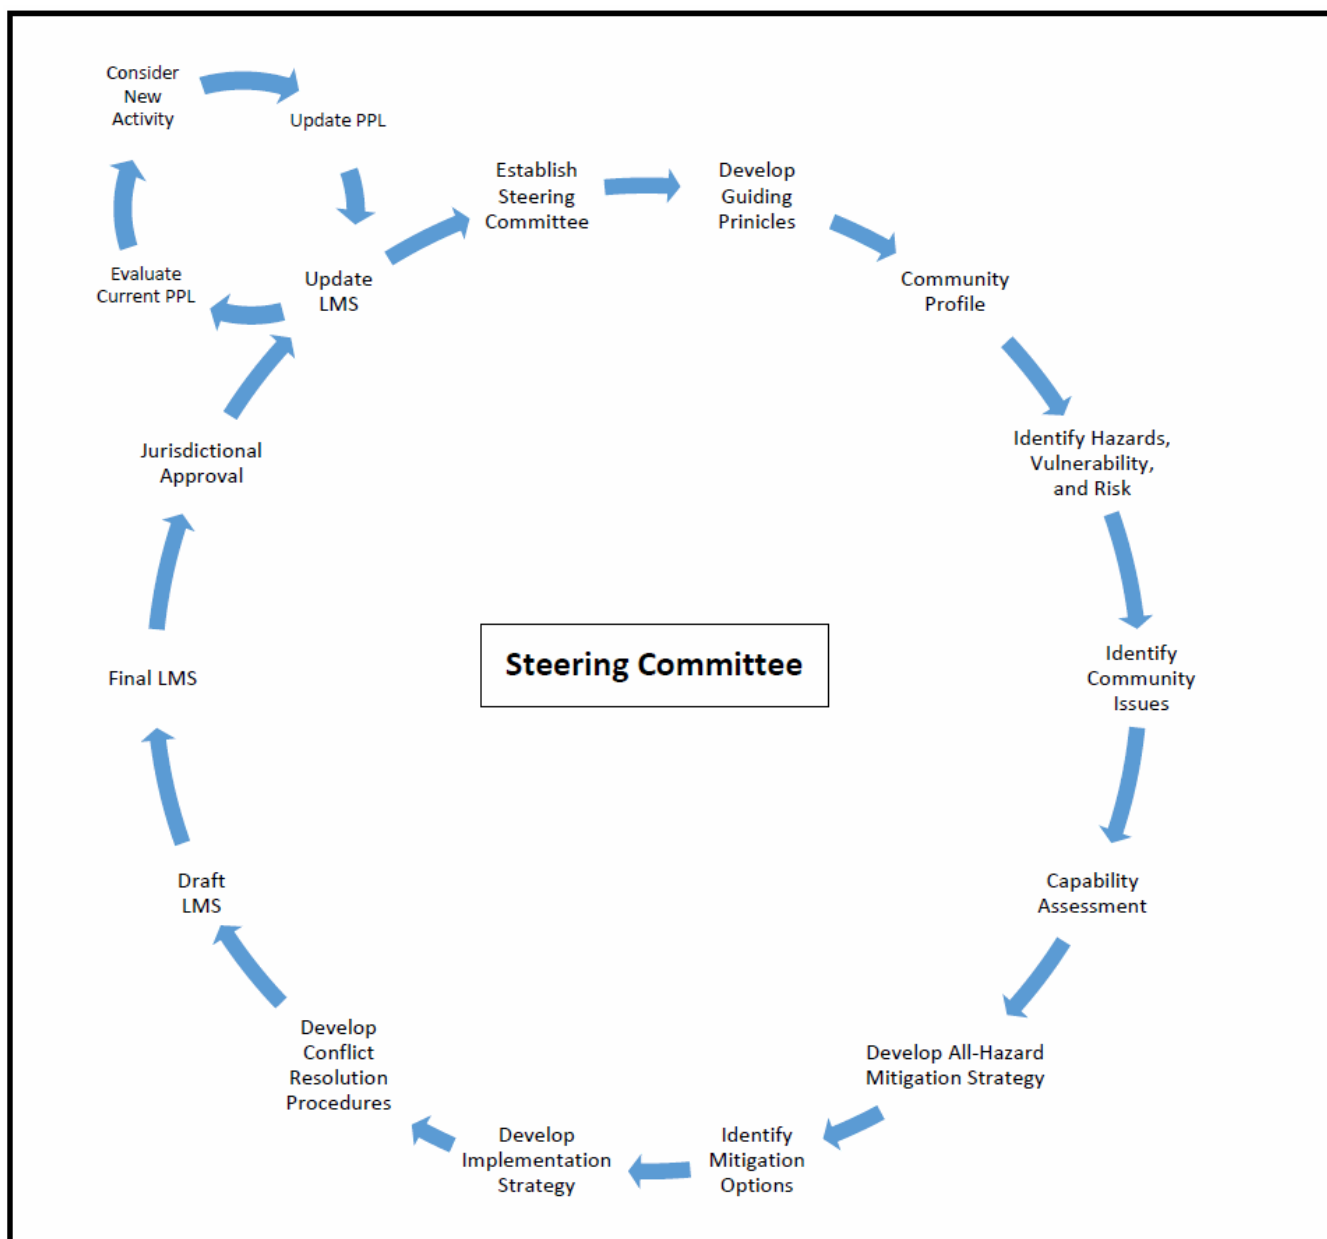 Consider
New
Activity
Update PPL
Evaluate
Current PPL
Update
LMS
Establish
Steering
Committee
Develop
Guiding
Prinicles
Community
Profile
Identify Hazards,
Vulnerability,
and Risk
Identify
Community
Issues
Capability
Assessment
Develop All-Hazard
Mitigation Strategy
Identify
Mitigation
Options
Develop
Implementation
Strategy
Develop
Conflict
Resolution
Procedures
Draft
LMS
Final LMS
Jurisdictional
Approval
Steering Committee